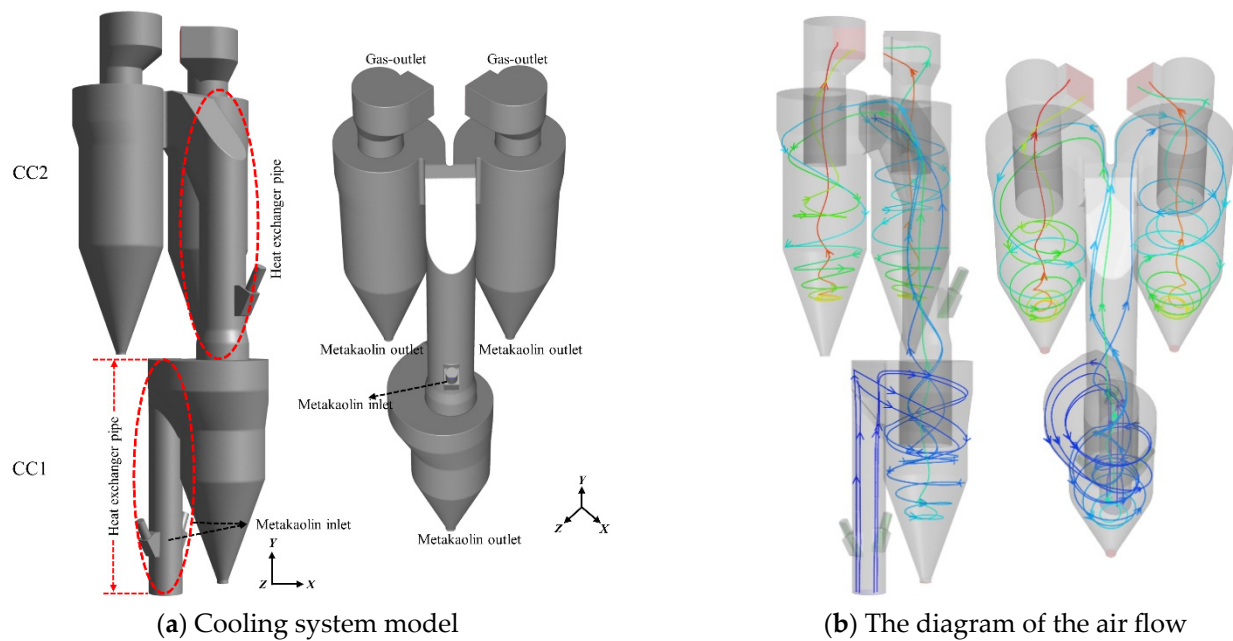 Gas-outlet
Gas-outlet
CC2
Heat exchanger pipe
Metakaolin outlet
Metakaolin outlet
Metakaolin inlet
Heat exchanger pipe
CC1
Metakaolin inlet
Metakaolin outlet
Y
Z
X
Y
Z
X
(a) Cooling system model
(b) The diagram of the air flow